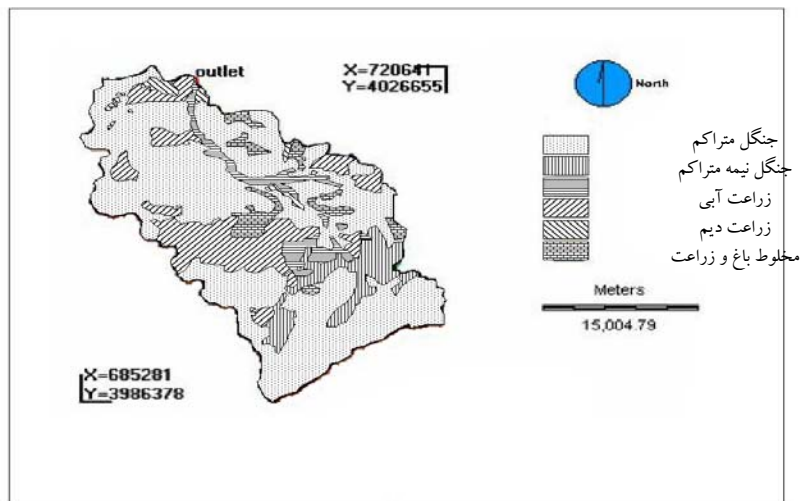 outlet
X=720641
Y=4026655
North
جنگل متراکم
جنگل نیمه متراکم
زراعت آبی
زراعت دیم
مخلوط باغ و زراعت
Meters
15,004.79
X=685281
Y=3986378